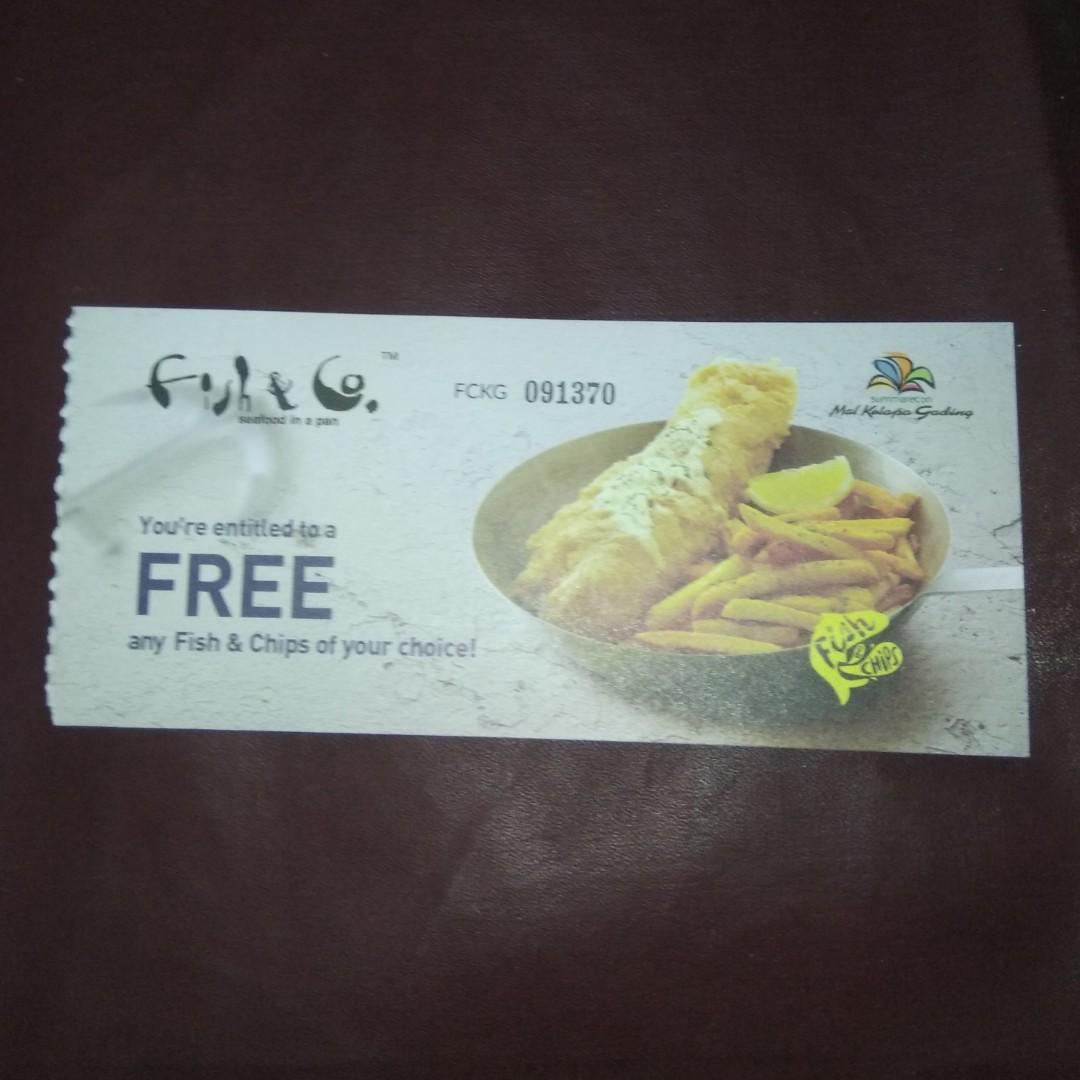 Fish & Co.™
seafood in a pan
FCKG 091370
summarecon
Mal Kelapa Gading
You're entitled to a
FREE
any Fish & Chips of your choice!
Fish
n
CHIPS